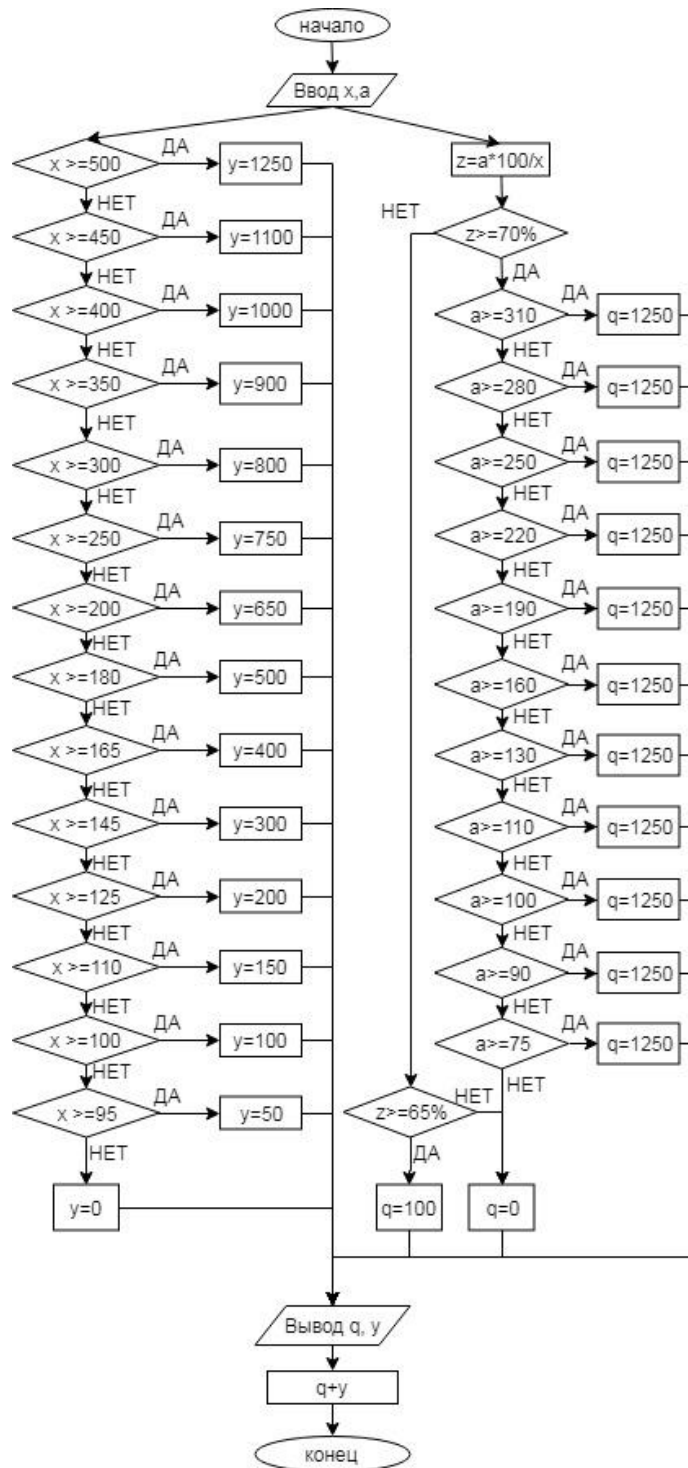 начало
Ввод x,a
x >=500
ДА
y=1250
НЕТ
x >=450
ДА
y=1100
НЕТ
x >=400
ДА
y=1000
НЕТ
x >=350
ДА
y=900
НЕТ
x >=300
ДА
y=800
НЕТ
x >=250
ДА
y=750
НЕТ
x >=200
ДА
y=650
НЕТ
x >=180
ДА
y=500
НЕТ
x >=165
ДА
y=400
НЕТ
x >=145
ДА
y=300
НЕТ
x >=125
ДА
y=200
НЕТ
x >=110
ДА
y=150
НЕТ
x >=100
ДА
y=100
НЕТ
x >=95
ДА
y=50
НЕТ
y=0
z=a*100/x
НЕТ
z>=70%
ДА
a>=310
ДА
q=1250
НЕТ
a>=280
ДА
q=1250
НЕТ
a>=250
ДА
q=1250
НЕТ
a>=220
ДА
q=1250
НЕТ
a>=190
ДА
q=1250
НЕТ
a>=160
ДА
q=1250
НЕТ
a>=130
ДА
q=1250
НЕТ
a>=110
ДА
q=1250
НЕТ
a>=100
ДА
q=1250
НЕТ
a>=90
ДА
q=1250
НЕТ
a>=75
ДА
q=1250
НЕТ
z>=65%
НЕТ
ДА
q=100
q=0
Вывод q, y
q+y
конец